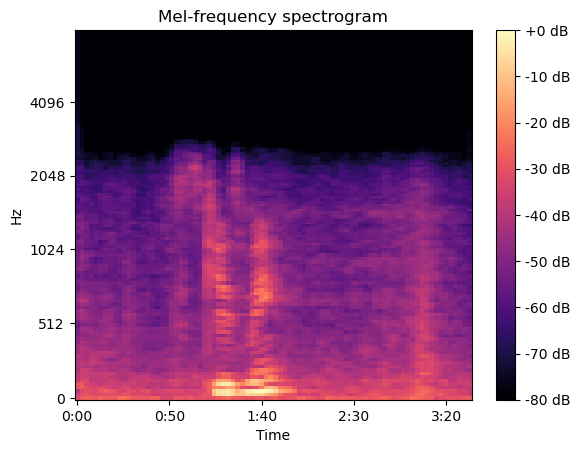 Mel-frequency spectrogram
+0 dB
-10 dB
-20 dB
-30 dB
-40 dB
-50 dB
-60 dB
-70 dB
-80 dB
4096
2048
1024
512
0
Hz
0:00 0:50 1:40 2:30 3:20
Time